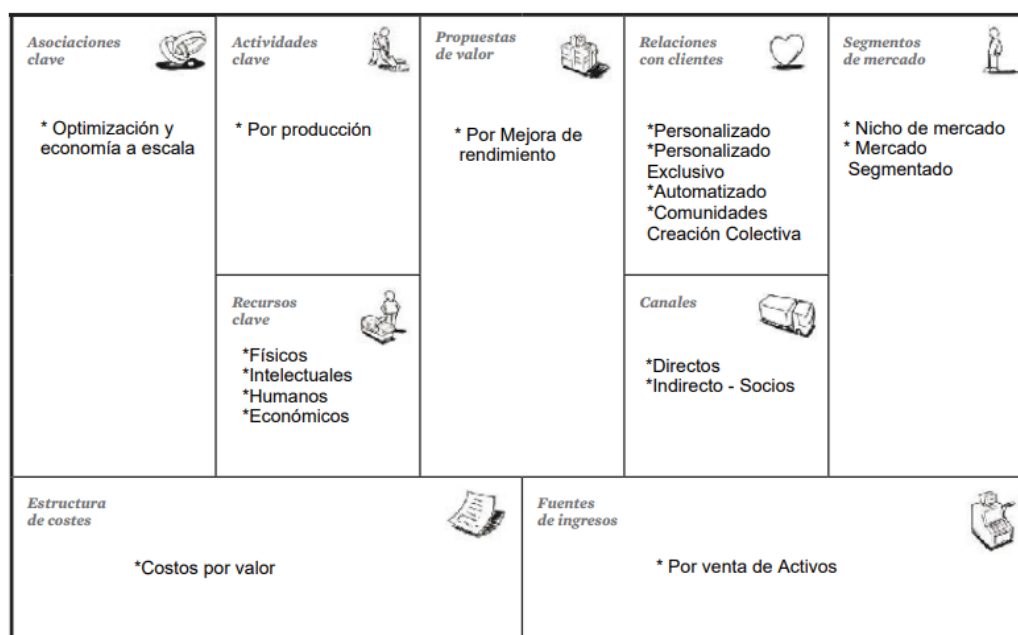 Asociaciones
clave
* Optimización y
economía a escala
Actividades
clave
* Por producción
Recursos
clave
*Físicos
*Intelectuales
*Humanos
*Económicos
Propuestas
de valor
* Por Mejora de
rendimiento
Relaciones
con clientes
*Personalizado
*Personalizado
Exclusivo
*Automatizado
*Comunidades
Creación Colectiva
Canales
*Directos
*Indirecto - Socios
Segmentos
de mercado
* Nicho de mercado
* Mercado
Segmentado
Estructura
de costes
*Costos por valor
Fuentes
de ingresos
* Por venta de Activos